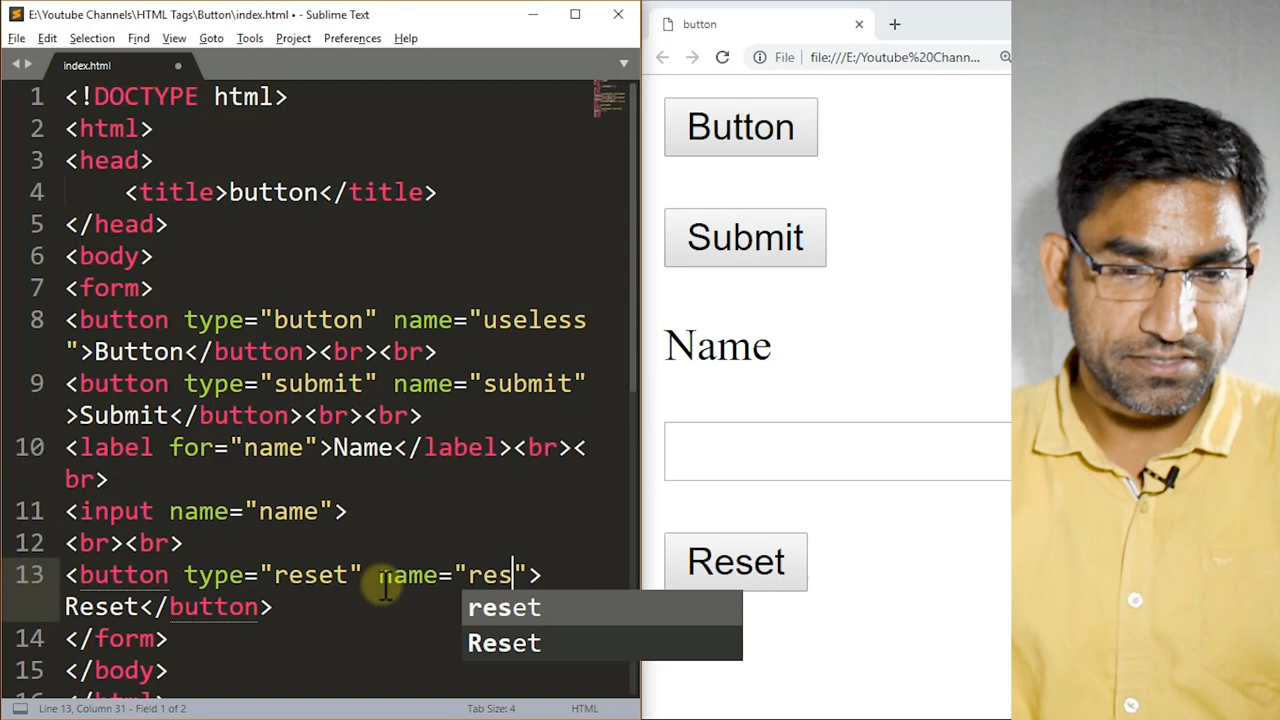 E:\Youtube Channels\HTML Tags\Button\index.html • - Sublime Text
File Edit Selection Find View Goto Tools Project Preferences Help
index.html
1 <!DOCTYPE html>
2 <html>
3 <head>
4 <title>button</title>
5 </head>
6 <body>
7 <form>
8 <button type="button" name="useless
">Button</button><br><br>
9 <button type="submit" name="submit"
>Submit</button><br><br>
10 <label for="name">Name</label><br><
br>
11 <input name="name">
12 <br><br>
13 <button type="reset" name="res">
Reset</button>
reset
Reset
14 </form>
15 </body>
16 </html>
Line 13, Column 31 - Field 1 of 2
Tab Size: 4
HTML
button
File file:///E:/Youtube%20Chann...
Button
Submit
Name
Reset